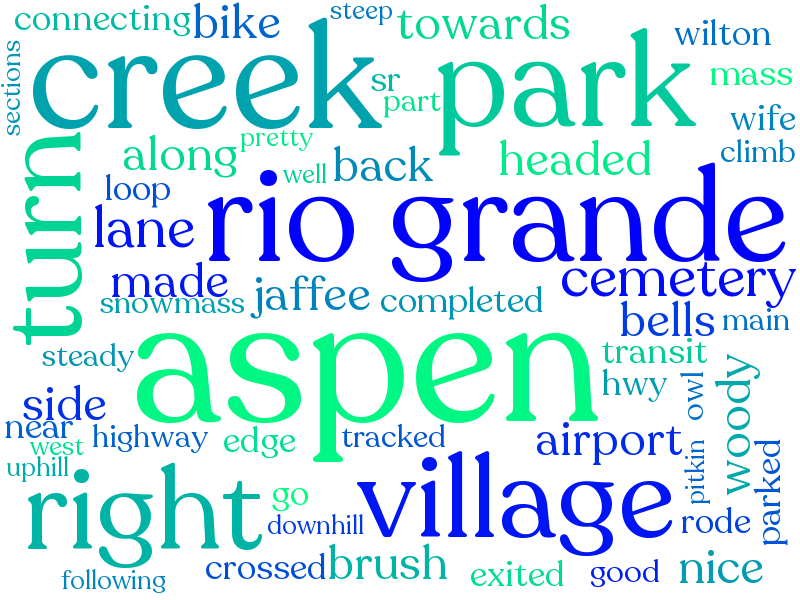 connecting
bike
steep
towards
wilton
creek
sr
park
mass
sections
part
wife
climb
turn
along
pretty
well
back
headed
loop
lane
rio grande
made
cemetery
snowmass
jaffee
completed
bells
main
aspen
steady
transit
hwy
owl
woody
side
near
highway
edge
tracked
airport
west
uphill
pitkin
parked
right
go
village
downhill
rode
crossed
brush
exited
good
nice
following